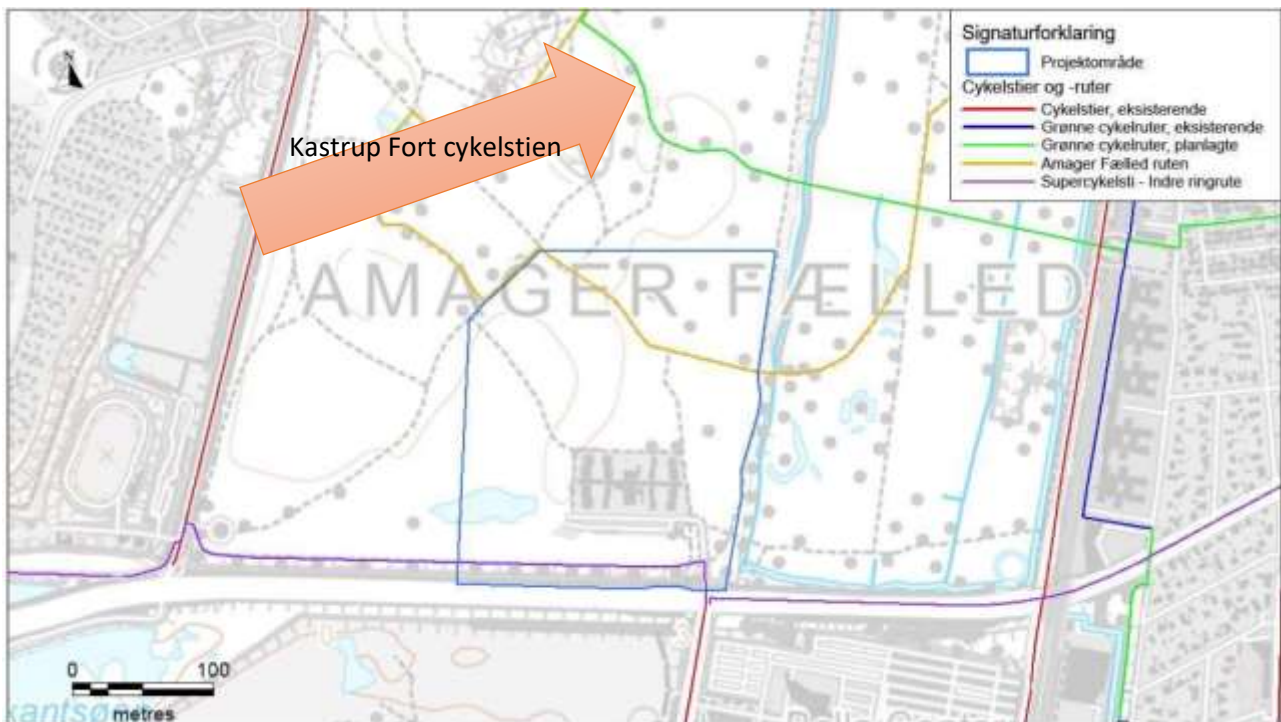 Signaturforklaring
Projektområde
Cykelstier og -ruter
Cykelstier, eksisterende
Grønne cykelruter, eksisterende
Grønne cykelruter, planlagte
Amager Fælled ruten
Supercykelsti - Indre ringrute
N
Kastrup Fort cykelstien
AMAGER FÆLLED
0 100
metres
kantsø